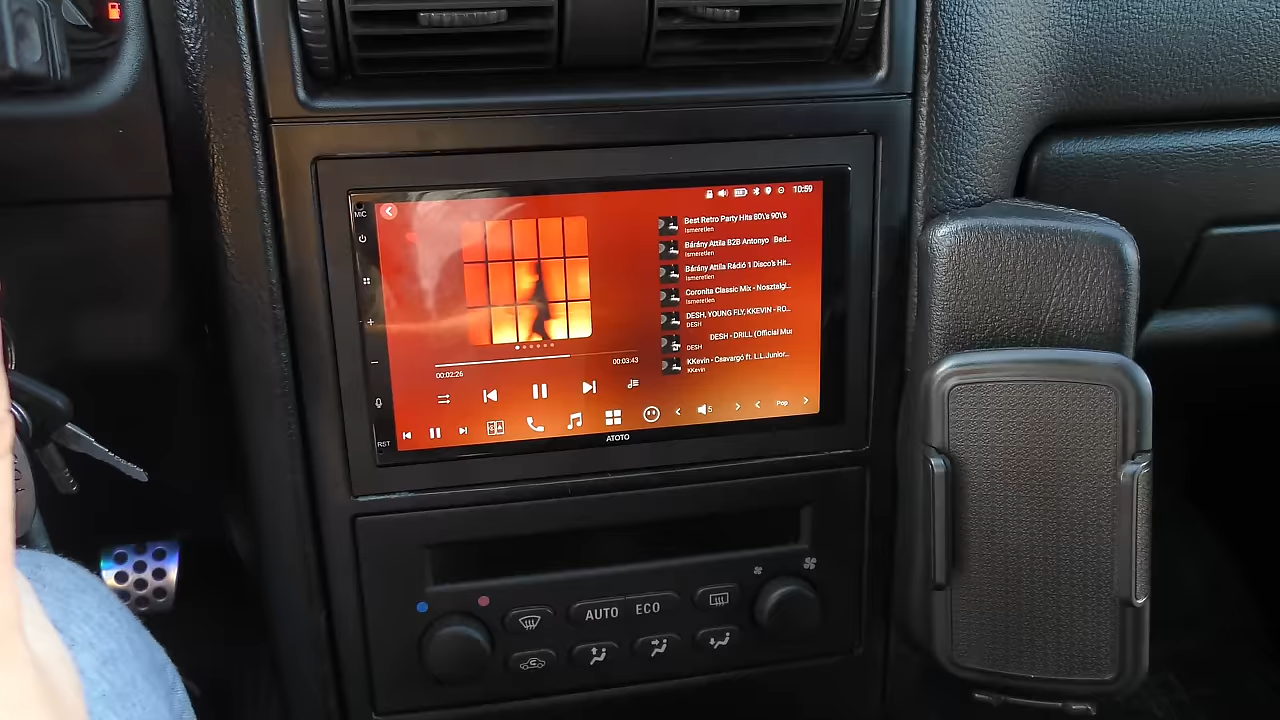 10:59
MIC
Best Retro Party Hits 80\'s 90\'s
Ismeretlen
Bárány Attila B2B Antonyo Bed...
Ismeretlen
Bárány Attila Rádió 1 Disco's Hit...
Ismeretlen
Coronita Classic Mix - Nosztalgi...
Ismeretlen
DESH, YOUNG FLY, KKEVIN - RO...
DESH
DESH - DRILL (Official Mu
DESH
KKevin - Csavargó ft. L.L.Junior...
KKevin
00:02:26
00:03:43
5
Pop
RST
ATOTO
AUTO ECO